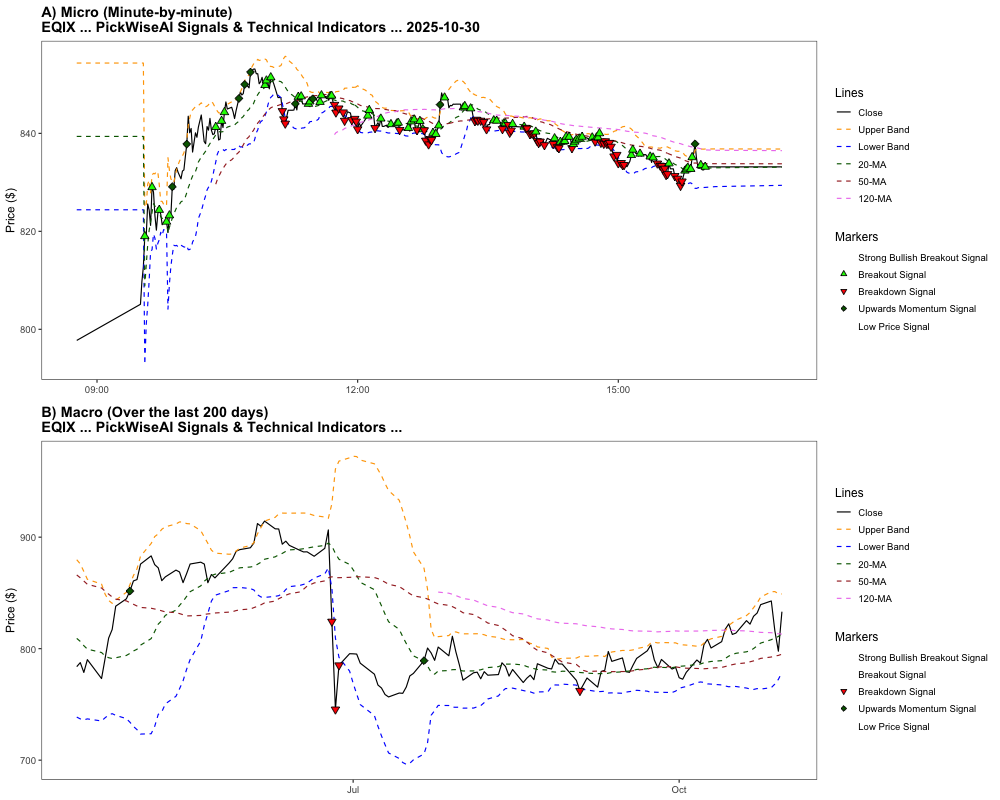 A) Micro (Minute-by-minute)
EQIX ... PickWiseAI Signals & Technical Indicators ... 2025-10-30
Price ($)
840
820
800
09:00
12:00
15:00
Lines
Close
Upper Band
Lower Band
20-MA
50-MA
120-MA
Markers
Strong Bullish Breakout Signal
Breakout Signal
Breakdown Signal
Upwards Momentum Signal
Low Price Signal
B) Macro (Over the last 200 days)
EQIX ... PickWiseAI Signals & Technical Indicators ...
Price ($)
900
800
700
Jul
Oct
Lines
Close
Upper Band
Lower Band
20-MA
50-MA
120-MA
Markers
Strong Bullish Breakout Signal
Breakout Signal
Breakdown Signal
Upwards Momentum Signal
Low Price Signal